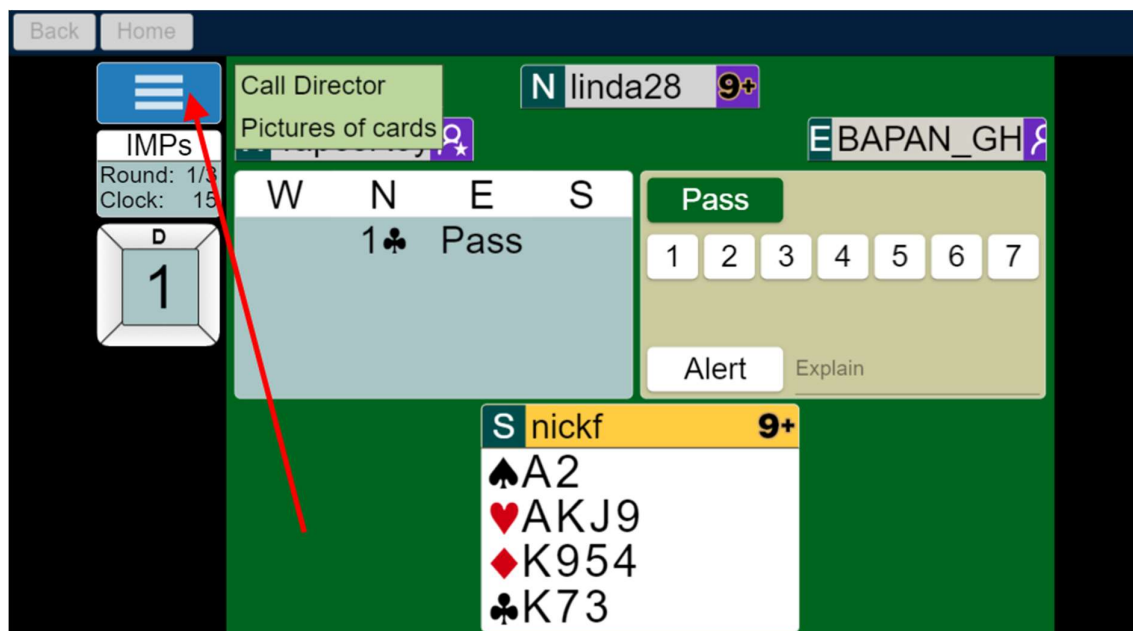 Back Home
Call Director
Pictures of cards
N linda28 9+
E BAPAN_GH
IMPs
Round: 1/3
Clock: 15
D
1
W N E S
1♣ Pass
Pass
1 2 3 4 5 6 7
Alert Explain
S nickf 9+
♠A2
♥AKJ9
♦K954
♣K73